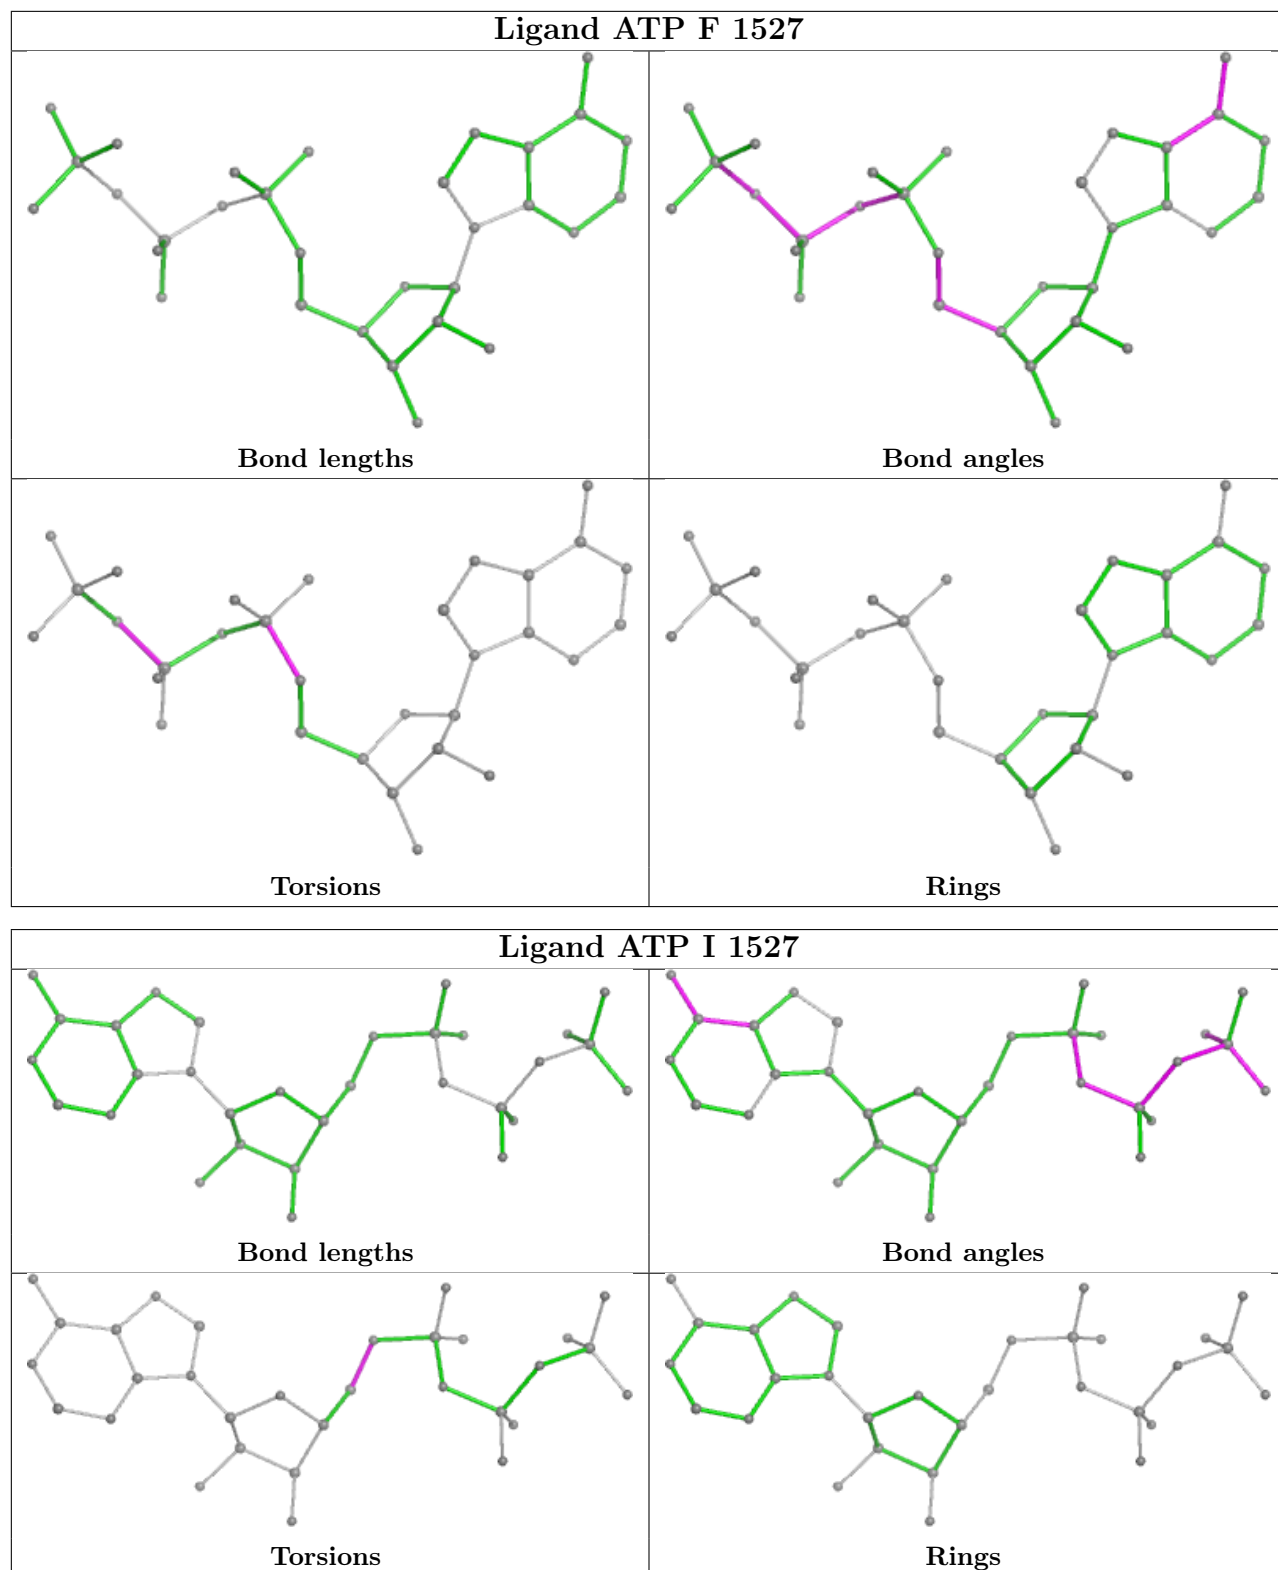 Ligand ATP F 1527
Bond lengths
Bond angles
Torsions
Rings
Ligand ATP I 1527
Bond lengths
Bond angles
Torsions
Rings